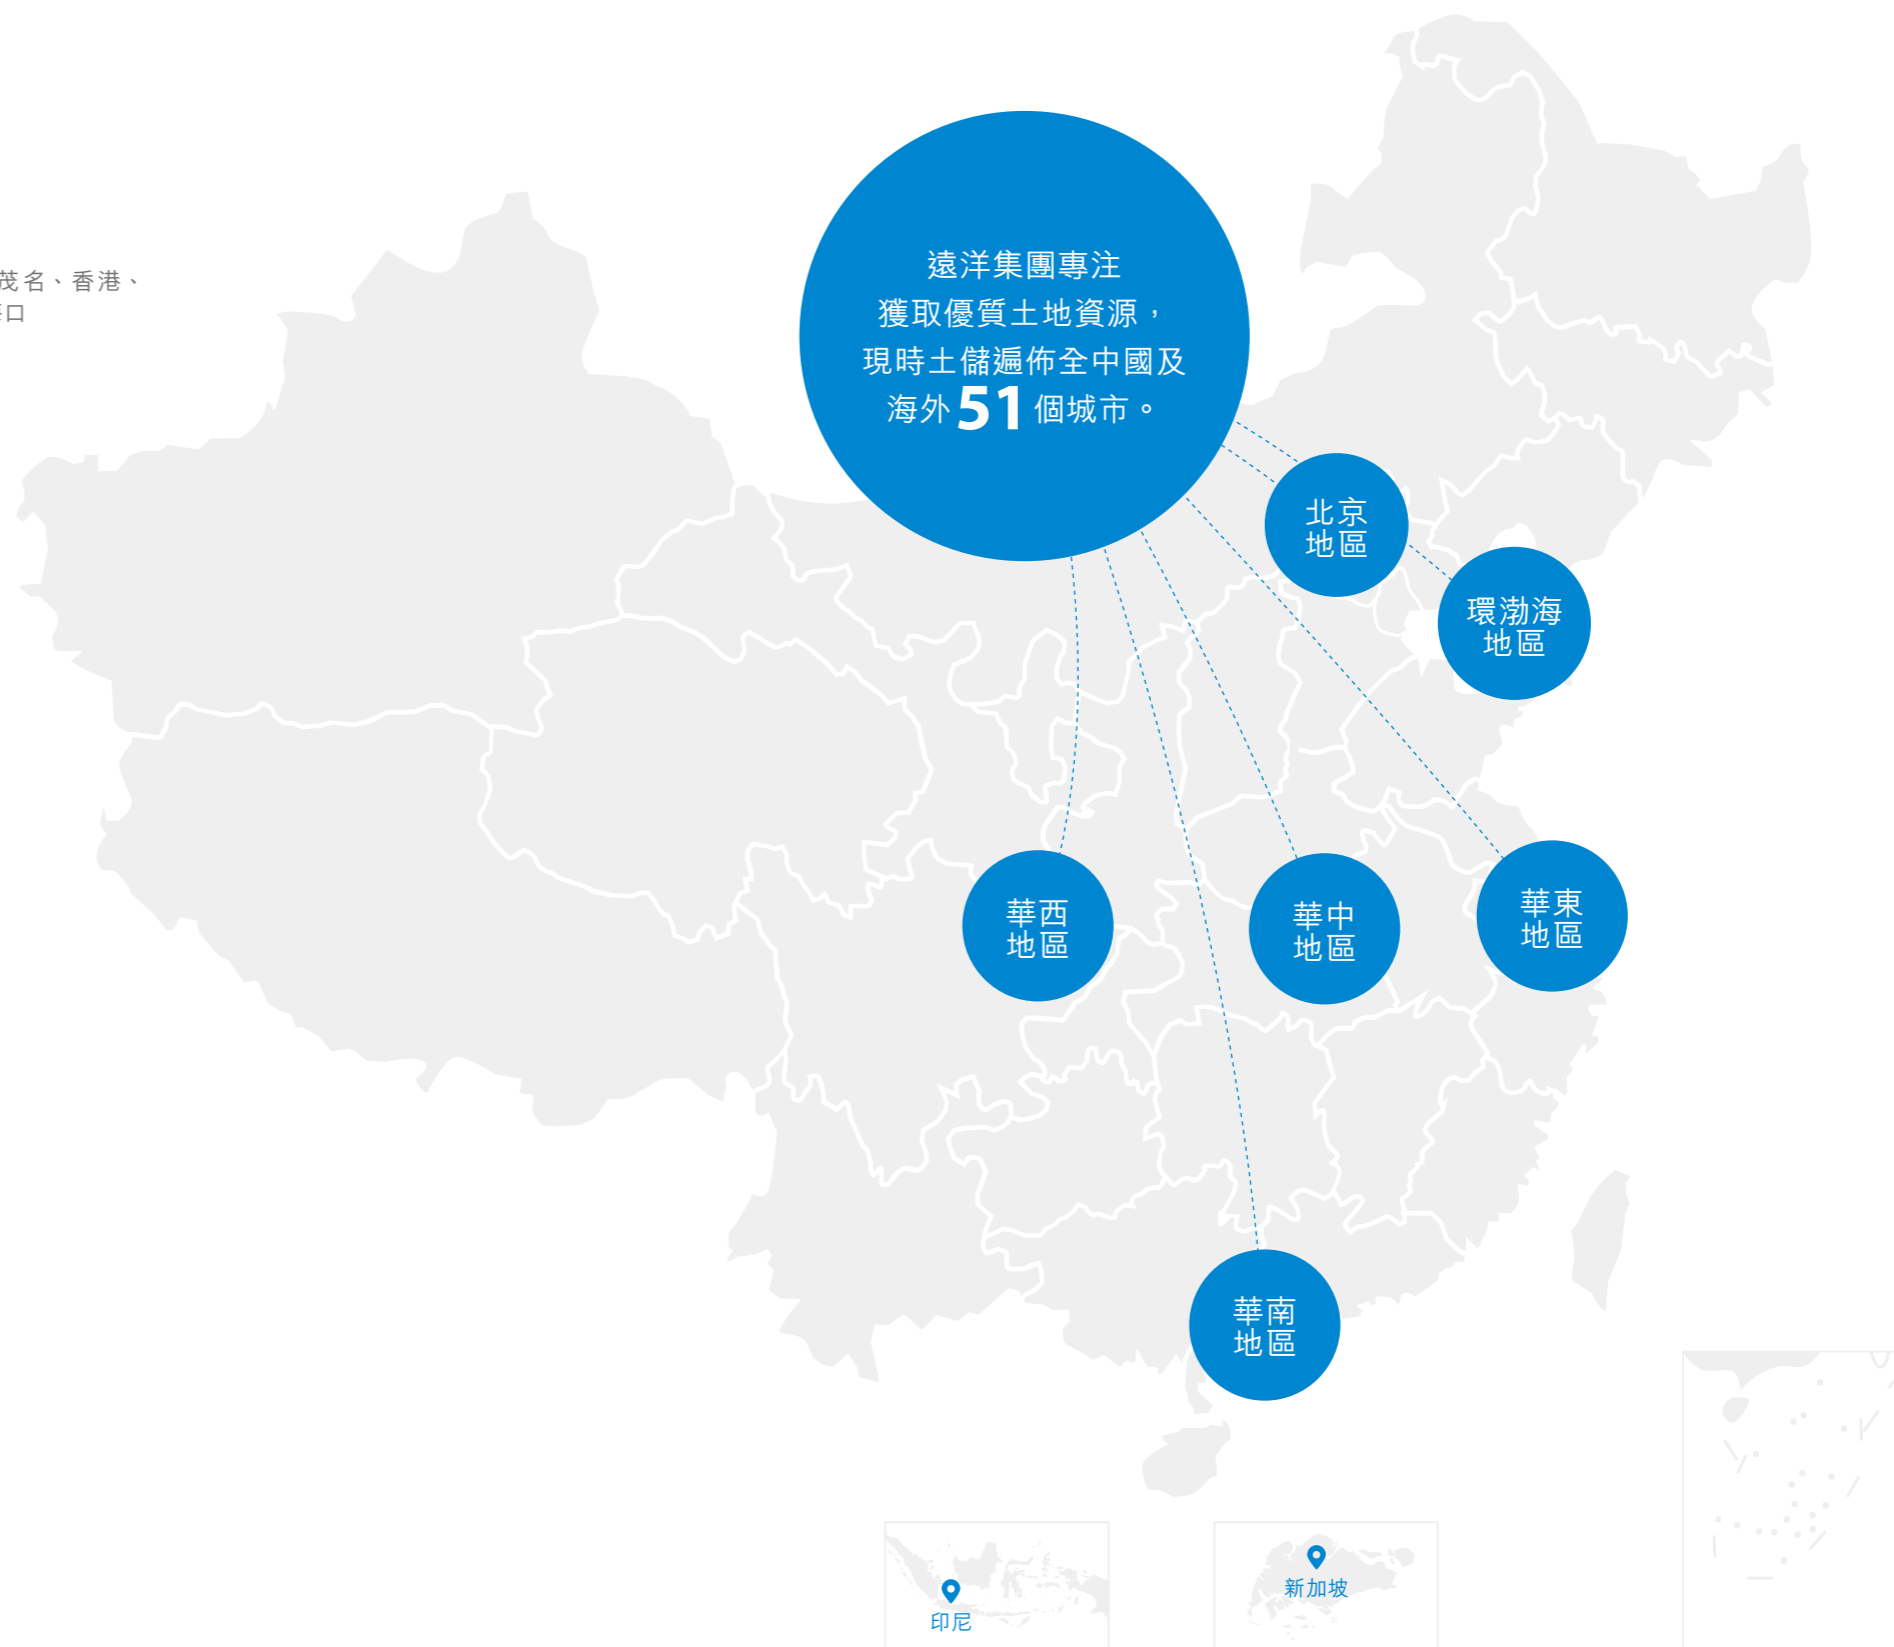 茂名、香港、
口
遠洋集團專注
獲取優質土地資源，
現時土儲遍佈全中國及
海外51個城市。
北京
地區
環渤海
地區
華西
地區
華中
地區
華東
地區
華南
地區
印尼
新加坡